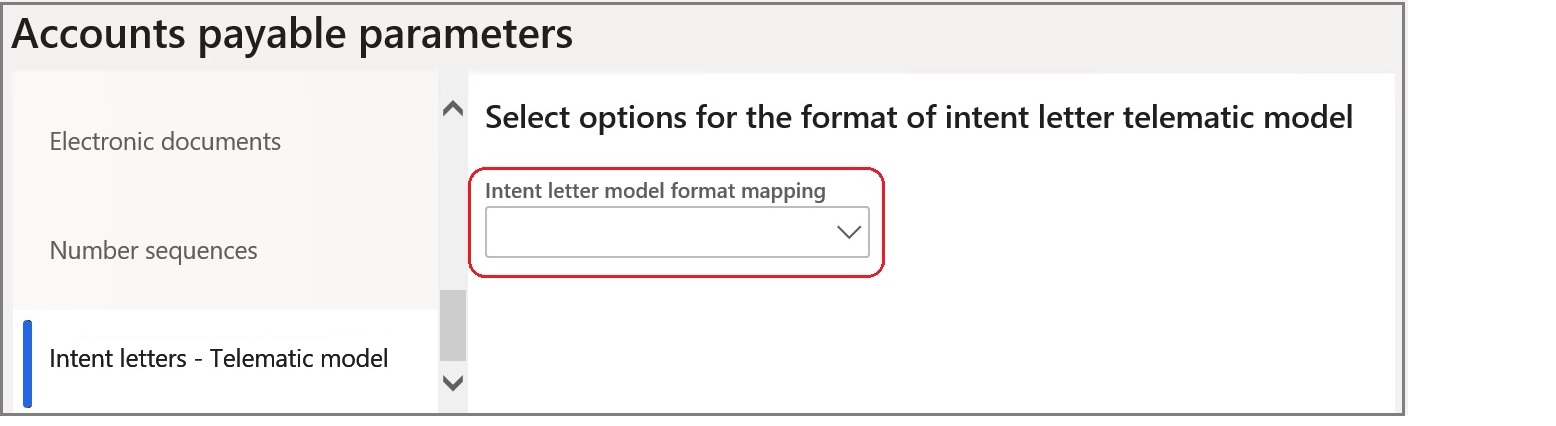 Accounts payable parameters
Electronic documents
Number sequences
Intent letters - Telematic model
Select options for the format of intent letter telematic model
Intent letter model format mapping